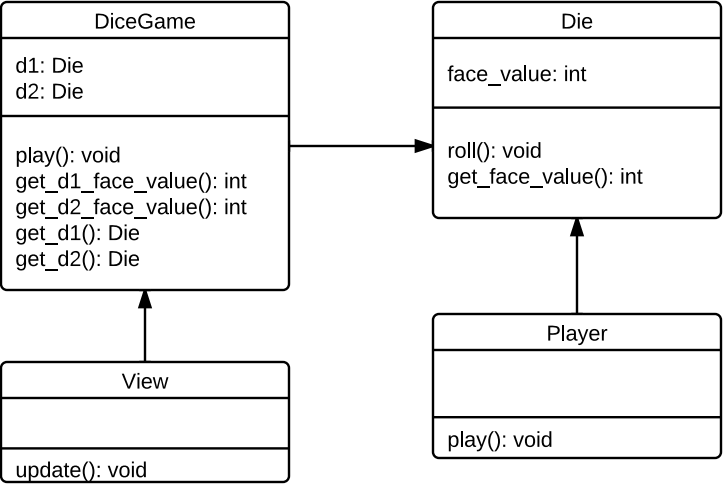 DiceGame
d1: Die
d2: Die
play(): void
get_d1_face_value(): int
get_d2_face_value(): int
get_d1(): Die
get_d2(): Die
Die
face_value: int
roll(): void
get_face_value(): int
View
update(): void
Player
play(): void